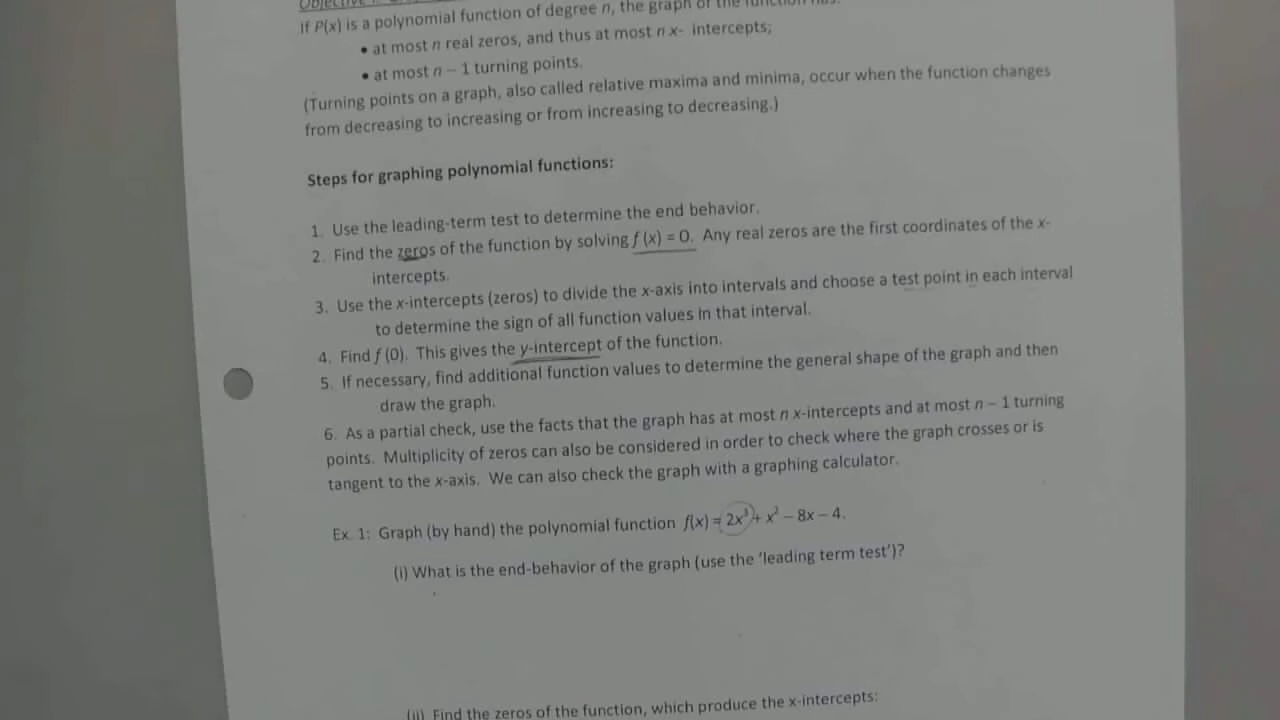 Objective
If P(x) is a polynomial function of degree n, the graph of the function has:
• at most n real zeros, and thus at most n x- intercepts;
• at most n – 1 turning points.
(Turning points on a graph, also called relative maxima and minima, occur when the function changes
from decreasing to increasing or from increasing to decreasing.)
Steps for graphing polynomial functions:
1. Use the leading-term test to determine the end behavior.
2. Find the zeros of the function by solving f (x) = 0. Any real zeros are the first coordinates of the x-
intercepts.
3. Use the x-intercepts (zeros) to divide the x-axis into intervals and choose a test point in each interval
to determine the sign of all function values in that interval.
4. Find f (0). This gives the y-intercept of the function.
5. If necessary, find additional function values to determine the general shape of the graph and then
draw the graph.
6. As a partial check, use the facts that the graph has at most n x-intercepts and at most n – 1 turning
points. Multiplicity of zeros can also be considered in order to check where the graph crosses or is
tangent to the x-axis. We can also check the graph with a graphing calculator.
Ex. 1: Graph (by hand) the polynomial function f(x) = 2x³ + x² – 8x – 4.
(i) What is the end-behavior of the graph (use the ‘leading term test’)?
(ii) Find the zeros of the function, which produce the x-intercepts: